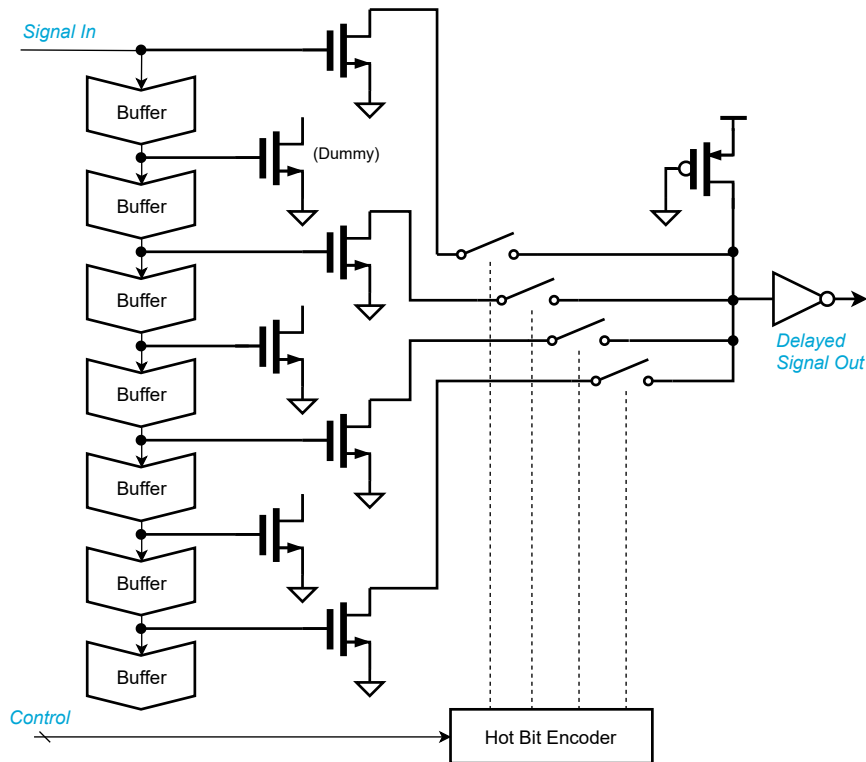 Signal In
Buffer
(Dummy)
Buffer
Buffer
Buffer
Buffer
Buffer
Buffer
Delayed
Signal Out
Control
Hot Bit Encoder